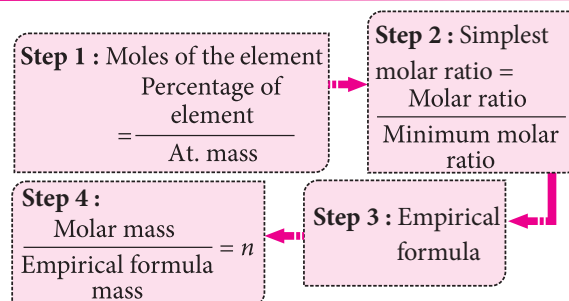 Step 1 : Moles of the element
Percentage of
element
=
At. mass
Step 2 : Simplest
molar ratio =
Molar ratio
Minimum molar
ratio
Step 4 :
Molar mass
= n
Empirical formula
mass
Step 3 : Empirical
formula